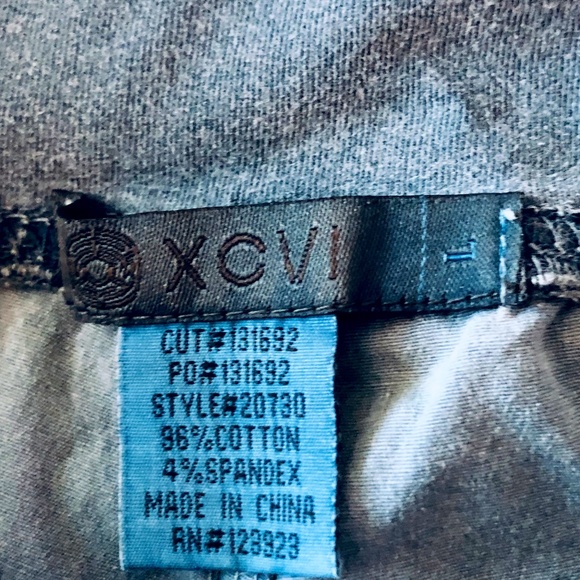 XCVI L
CUT#131692
PO#131692
STYLE#20730
96%COTTON
4%SPANDEX
MADE IN CHINA
RN#128923